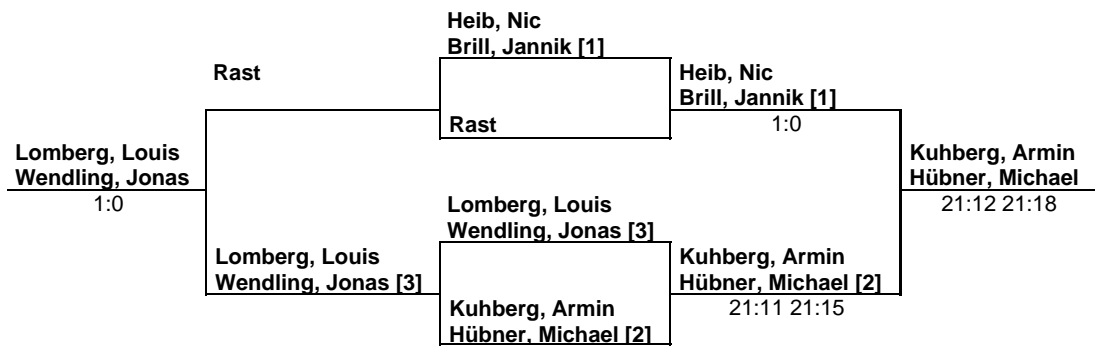 Heib, Nic
Brill, Jannik [1]
Rast
Heib, Nic
Brill, Jannik [1]
Rast
1:0
Lomberg, Louis
Wendling, Jonas
1:0
Kuhberg, Armin
Hübner, Michael
21:12 21:18
Lomberg, Louis
Wendling, Jonas [3]
Lomberg, Louis
Wendling, Jonas [3]
Kuhberg, Armin
Hübner, Michael [2]
21:11 21:15
Kuhberg, Armin
Hübner, Michael [2]